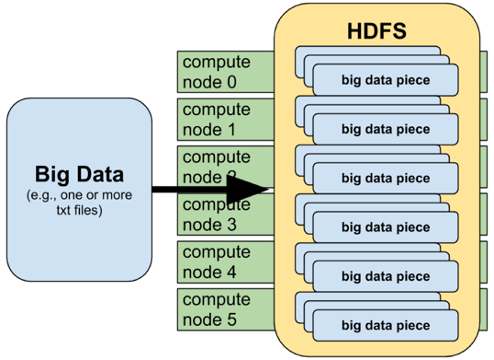 HDFS
compute
node 0
big data piece
compute
node 1
big data piece
Big Data
(e.g., one or more
txt files)
compute
node 2
big data piece
compute
node 3
big data piece
compute
node 4
big data piece
compute
node 5
big data piece